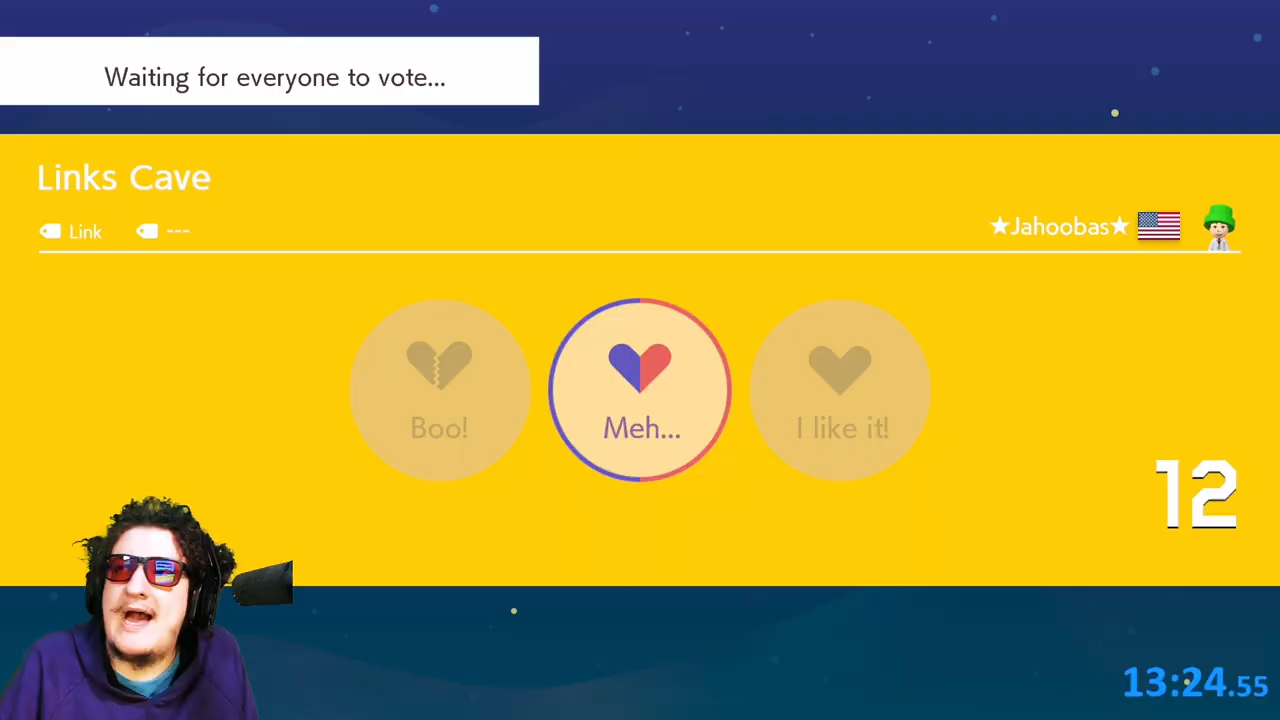 Waiting for everyone to vote...
Links Cave
Link ---
★Jahoobas★
Boo!
Meh...
I like it!
12
13:24.55